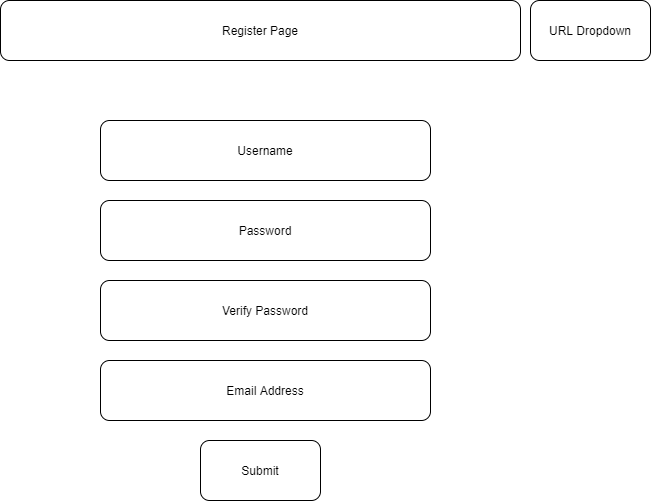 Register Page
URL Dropdown
Username
Password
Verify Password
Email Address
Submit